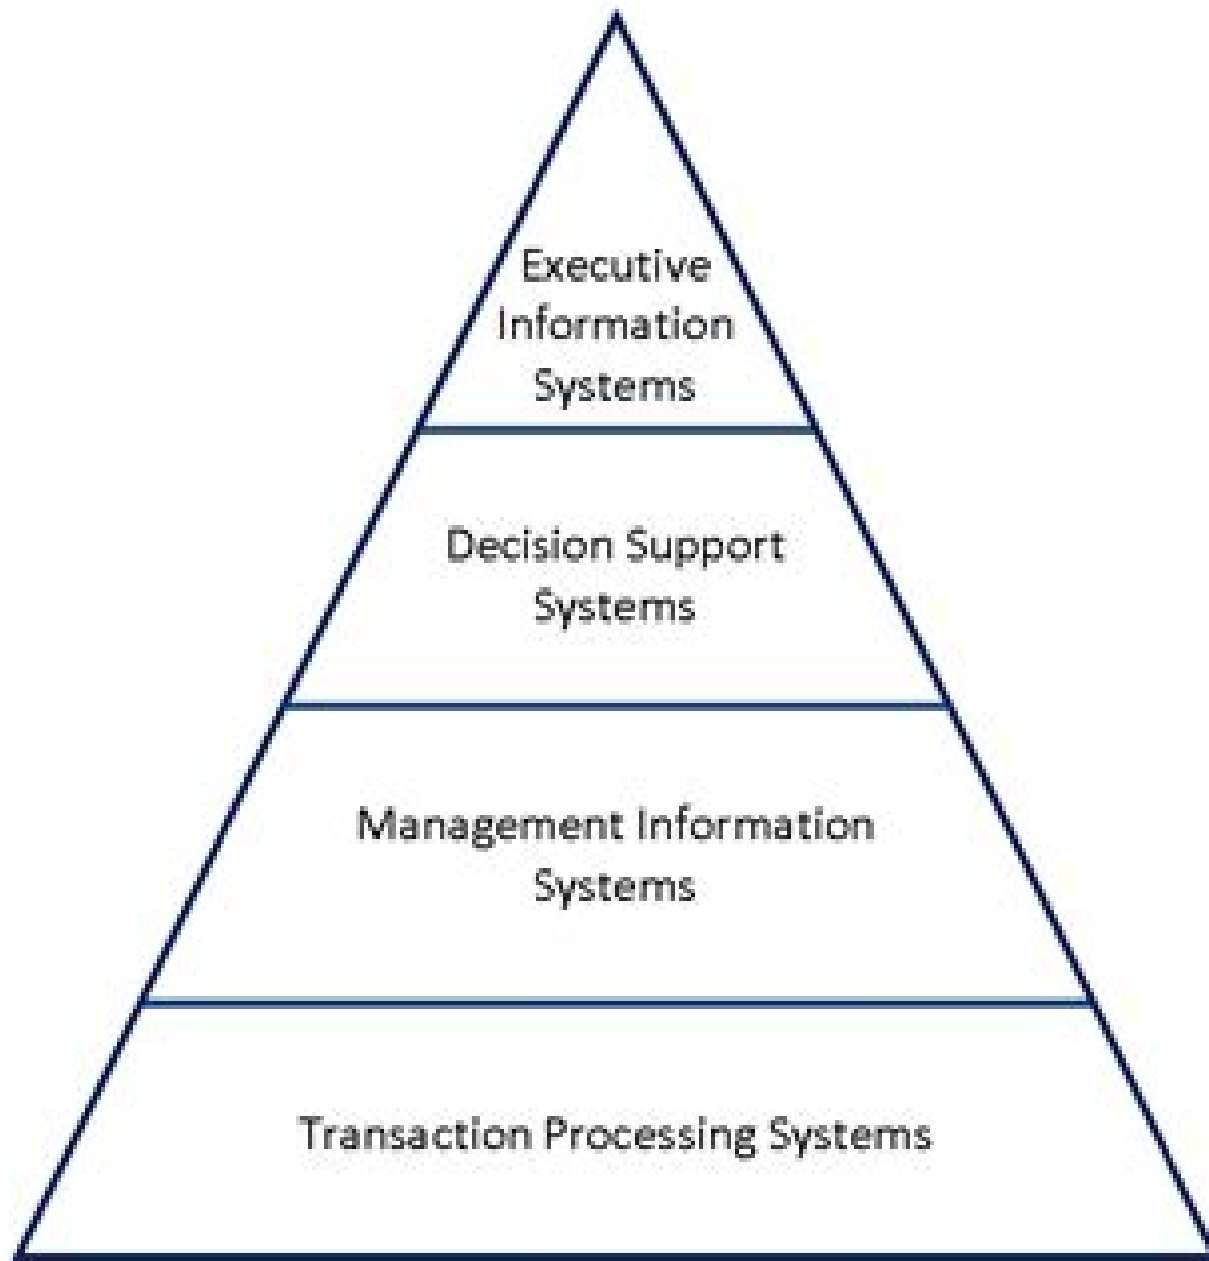 Executive
Information
Systems
Decision Support
Systems
Management Information
Systems
Transaction Processing Systems